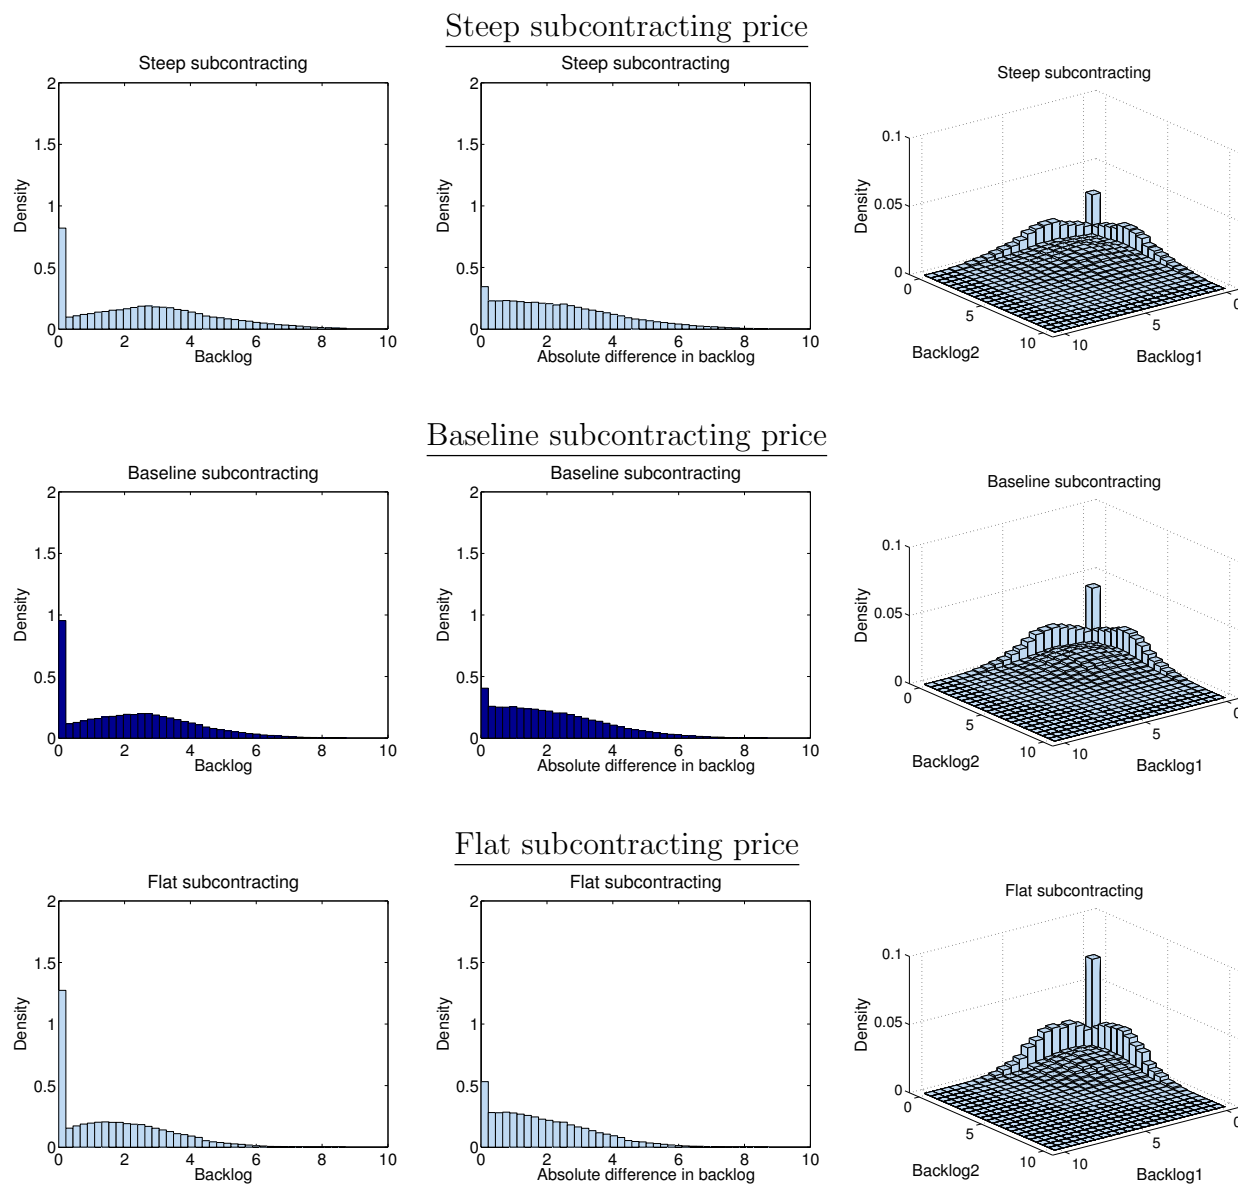 Steep subcontracting price
Steep subcontracting
Steep subcontracting
Steep subcontracting
2
1.5
1
0.5
0
Density
0 2 4 6 8 10
Backlog
2
1.5
1
0.5
0
Density
0 2 4 6 8 10
Absolute difference in backlog
0.1
0.05
0
Density
0 5 10
Backlog2
10 5 0
Backlog1
Baseline subcontracting price
Baseline subcontracting
Baseline subcontracting
Baseline subcontracting
2
1.5
1
0.5
0
Density
0 2 4 6 8 10
Backlog
2
1.5
1
0.5
0
Density
0 2 4 6 8 10
Absolute difference in backlog
0.1
0.05
0
Density
0 5 10
Backlog2
10 5 0
Backlog1
Flat subcontracting price
Flat subcontracting
Flat subcontracting
Flat subcontracting
2
1.5
1
0.5
0
Density
0 2 4 6 8 10
Backlog
2
1.5
1
0.5
0
Density
0 2 4 6 8 10
Absolute difference in backlog
0.1
0.05
0
Density
0 5 10
Backlog2
10 5 0
Backlog1